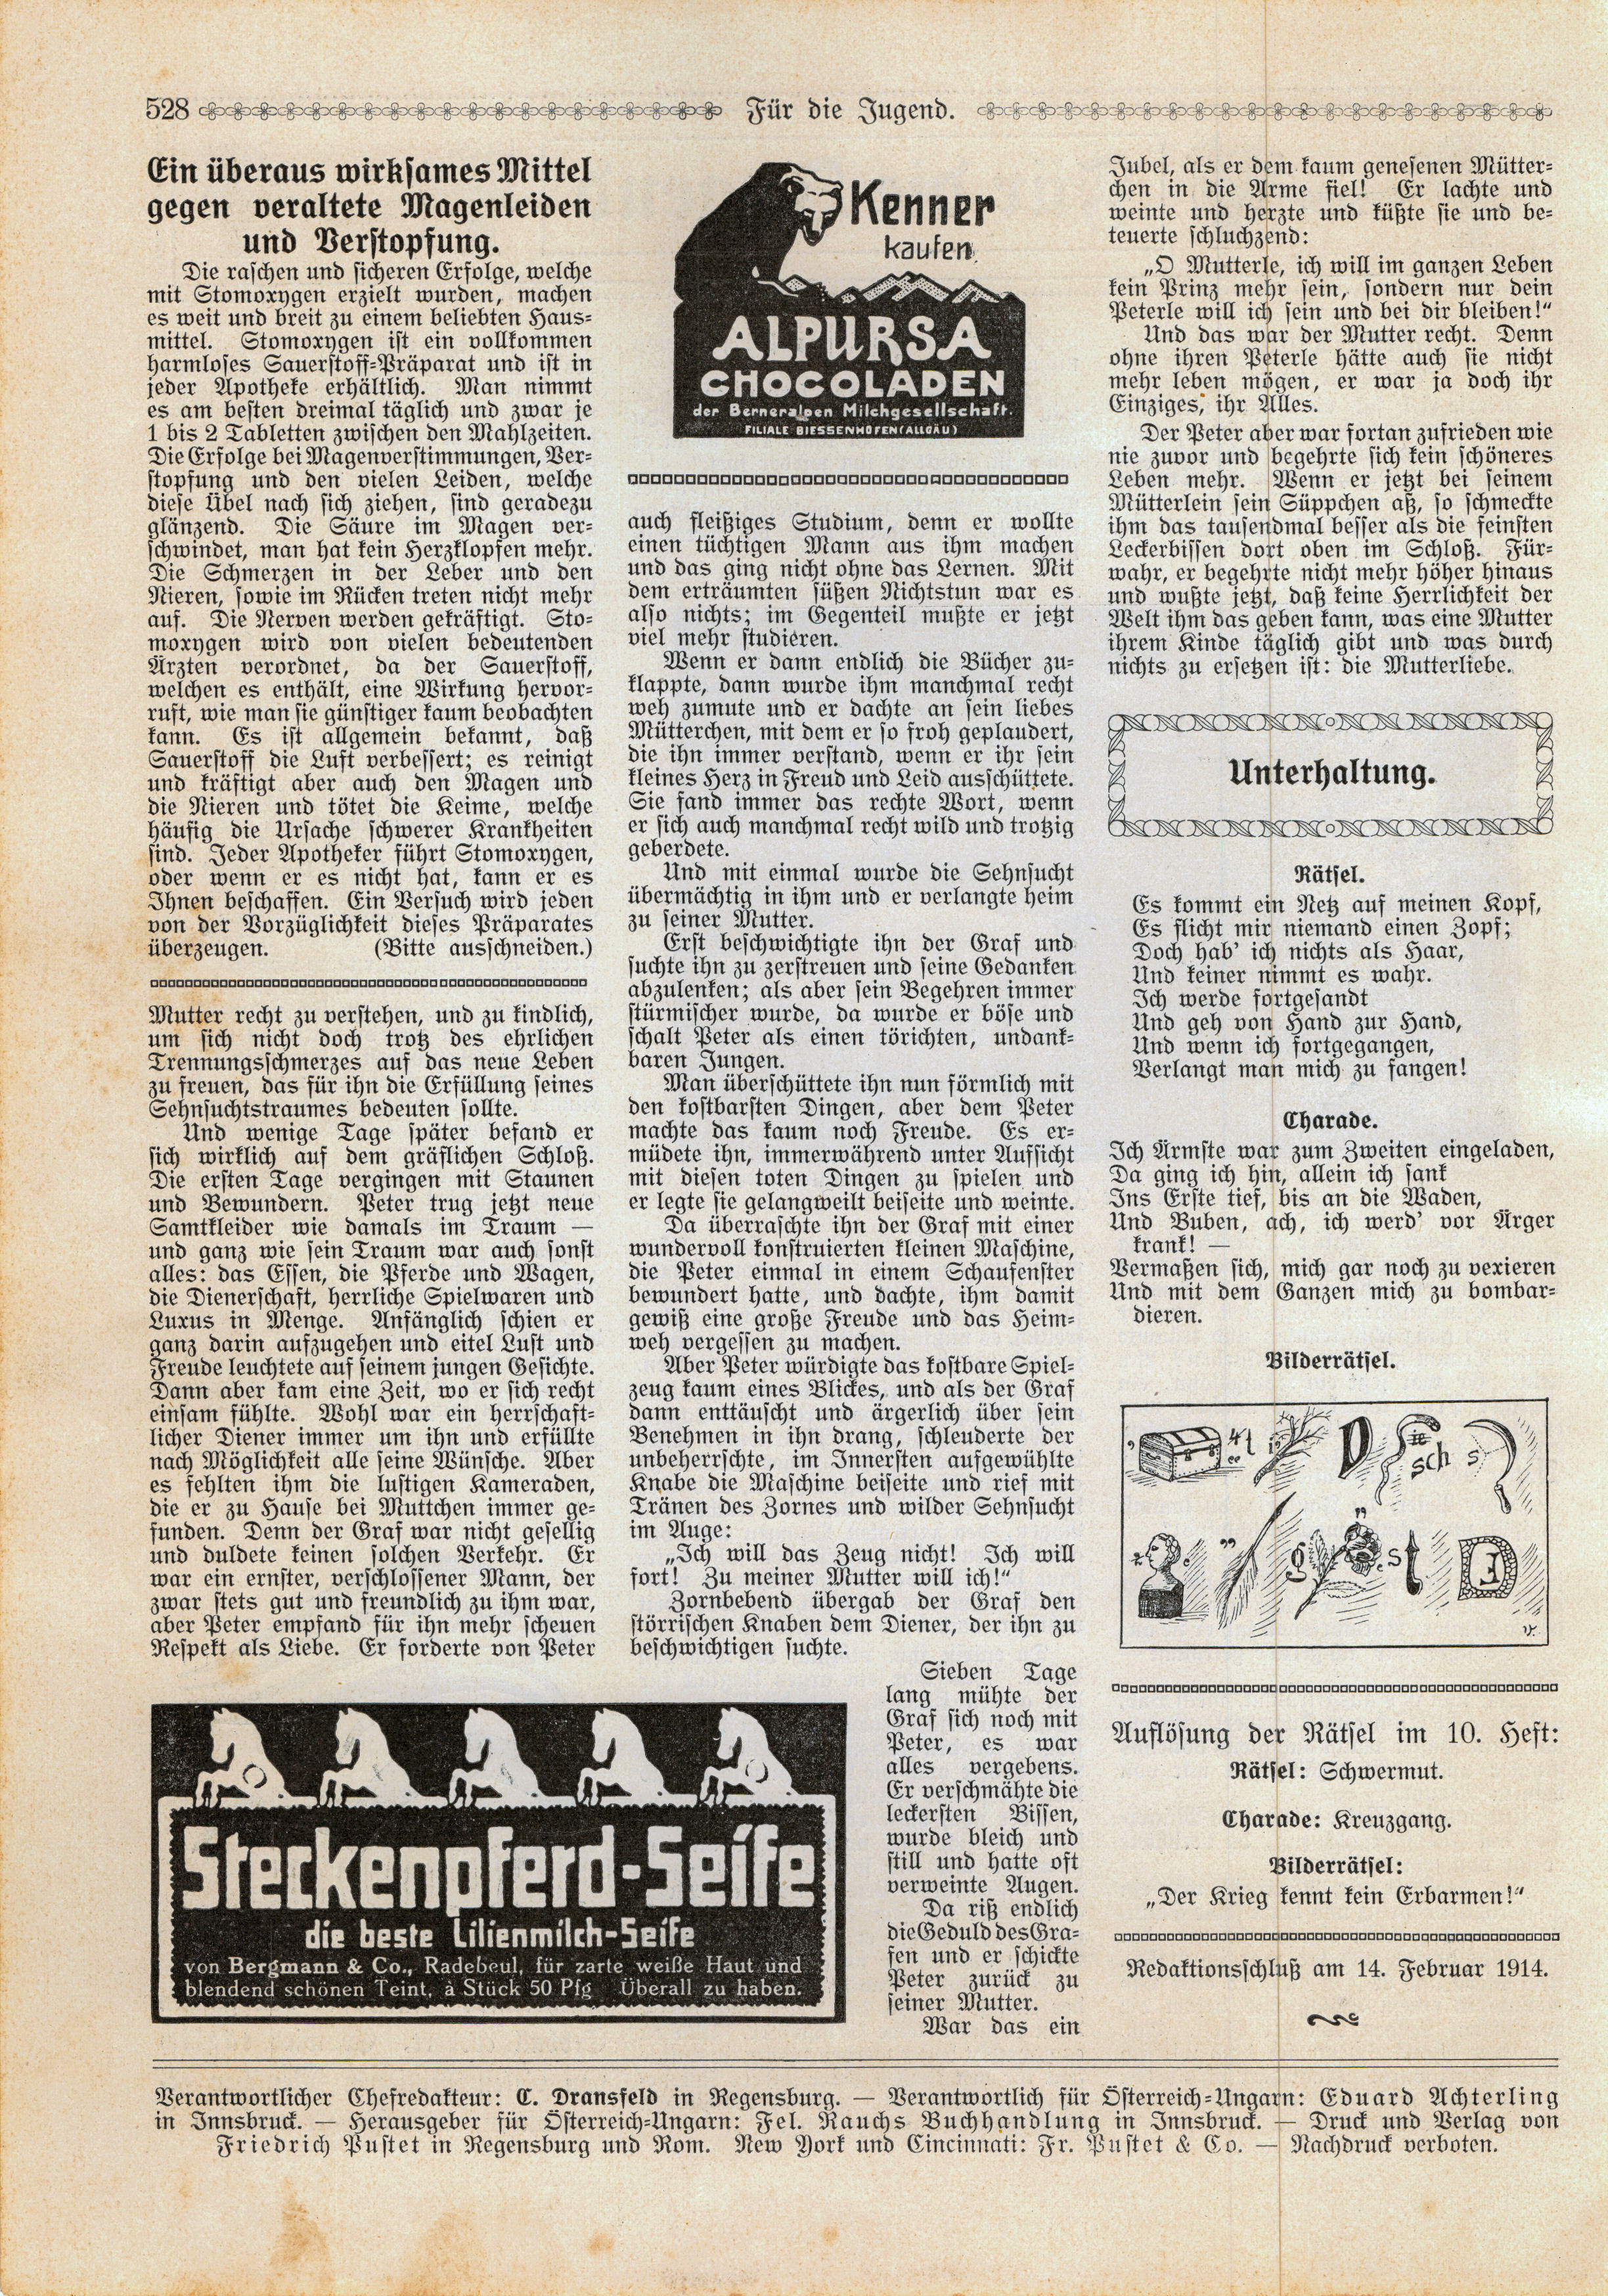 528 Für die Jugend.
Ein überaus wirksames Mittel
gegen veraltete Magenleiden
und Verstopfung.
Die raschen und sicheren Erfolge, welche
mit Stomoxygen erzielt wurden, machen
es weit und breit zu einem beliebten Haus-
mittel. Stomoxygen ist ein vollkommen
harmloses Sauerstoff-Präparat und ist in
jeder Apotheke erhältlich. Man nimmt
es am besten dreimal täglich und zwar je
1 bis 2 Tabletten zwischen den Mahlzeiten.
Die Erfolge bei Magenverstimmungen, Ver-
stopfung und den vielen Leiden, welche
diese Übel nach sich ziehen, sind geradezu
glänzend. Die Säure im Magen ver-
schwindet, man hat kein Herzklopfen mehr.
Die Schmerzen in der Leber und den
Nieren, sowie im Rücken treten nicht mehr
auf. Die Nerven werden gekräftigt. Sto-
moxygen wird von vielen bedeutenden
Ärzten verordnet, da der Sauerstoff,
welchen es enthält, eine Wirkung hervor-
ruft, wie man sie günstiger kaum beobachten
kann. Es ist allgemein bekannt, daß
Sauerstoff die Luft verbessert; es reinigt
und kräftigt aber auch den Magen und
die Nieren und tötet die Keime, welche
häufig die Ursache schwerer Krankheiten
sind. Jeder Apotheker führt Stomoxygen,
oder wenn er es nicht hat, kann er es
Ihnen beschaffen. Ein Versuch wird jeden
von der Vorzüglichkeit dieses Präparates
überzeugen. (Bitte ausschneiden.)
Mutter recht zu verstehen, und zu kindlich,
um sich nicht doch trotz des ehrlichen
Trennungsschmerzes auf das neue Leben
zu freuen, das für ihn die Erfüllung seines
Sehnsuchtstraumes bedeuten sollte.
Und wenige Tage später befand er
sich wirklich auf dem gräflichen Schloß.
Die ersten Tage vergingen mit Staunen
und Bewundern. Peter trug jetzt neue
Samtkleider wie damals im Traum —
und ganz wie sein Traum war auch sonst
alles: das Essen, die Pferde und Wagen,
die Dienerschaft, herrliche Spielwaren und
Luxus in Menge. Anfänglich schien er
ganz darin aufzugehen und eitel Lust und
Freude leuchtete auf seinem jungen Gesichte.
Dann aber kam eine Zeit, wo er sich recht
einsam fühlte. Wohl war ein herrschaft-
licher Diener immer um ihn und erfüllte
nach Möglichkeit alle seine Wünsche. Aber
es fehlten ihm die lustigen Kameraden,
die er zu Hause bei Muttchen immer ge-
funden. Denn der Graf war nicht gesellig
und duldete keinen solchen Verkehr. Er
war ein ernster, verschlossener Mann, der
zwar stets gut und freundlich zu ihm war,
aber Peter empfand für ihn mehr scheuen
Respekt als Liebe. Er forderte von Peter
Steckenpferd-Seife
die beste Lilienmilch-Seife
von Bergmann & Co., Radebeul, für zarte weiße Haut und
blendend schönen Teint, à Stück 50 Pfg Überall zu haben.
Kenner
kaufen
ALPURSA
CHOCOLADEN
der Berneralpen Milchgesellschaft.
FILIALE BIESSENHOFEN (ALLGÄU)
auch fleißiges Studium, denn er wollte
einen tüchtigen Mann aus ihm machen
und das ging nicht ohne das Lernen. Mit
dem erträumten süßen Nichtstun war es
also nichts; im Gegenteil mußte er jetzt
viel mehr studieren.
Wenn er dann endlich die Bücher zu-
klappte, dann wurde ihm manchmal recht
weh zumute und er dachte an sein liebes
Mütterchen, mit dem er so froh geplaudert,
die ihn immer verstand, wenn er ihr sein
kleines Herz in Freud und Leid ausschüttete.
Sie fand immer das rechte Wort, wenn
er sich auch manchmal recht wild und trotzig
geberdete.
Und mit einmal wurde die Sehnsucht
übermächtig in ihm und er verlangte heim
zu seiner Mutter.
Erst beschwichtigte ihn der Graf und
suchte ihn zu zerstreuen und seine Gedanken
abzulenken; als aber sein Begehren immer
stürmischer wurde, da wurde er böse und
schalt Peter als einen törichten, undank-
baren Jungen.
Man überschüttete ihn nun förmlich mit
den kostbarsten Dingen, aber dem Peter
machte das kaum noch Freude. Es er-
müdete ihn, immerwährend unter Aufsicht
mit diesen toten Dingen zu spielen und
er legte sie gelangweilt beiseite und weinte.
Da überraschte ihn der Graf mit einer
wundervoll konstruierten kleinen Maschine,
die Peter einmal in einem Schaufenster
bewundert hatte, und dachte, ihm damit
gewiß eine große Freude und das Heim-
weh vergessen zu machen.
Aber Peter würdigte das kostbare Spiel-
zeug kaum eines Blickes, und als der Graf
dann enttäuscht und ärgerlich über sein
Benehmen in ihn drang, schleuderte der
unbeherrschte, im Innersten aufgewühlte
Knabe die Maschine beiseite und rief mit
Tränen des Zornes und wilder Sehnsucht
im Auge:
„Ich will das Zeug nicht! Ich will
fort! Zu meiner Mutter will ich!“
Zornbebend übergab der Graf den
störrischen Knaben dem Diener, der ihn zu
beschwichtigen suchte.
Sieben Tage
lang mühte der
Graf sich noch mit
Peter, es war
alles vergebens.
Er verschmähte die
leckersten Bissen,
wurde bleich und
still und hatte oft
verweinte Augen.
Da riß endlich
die Geduld des Gra-
fen und er schickte
Peter zurück zu
seiner Mutter.
War das ein
Jubel, als er dem kaum genesenen Mütter-
chen in die Arme fiel! Er lachte und
weinte und herzte und küßte sie und be-
teuerte schluchzend:
„O Mutterle, ich will im ganzen Leben
kein Prinz mehr sein, sondern nur dein
Peterle will ich sein und bei dir bleiben!“
Und das war der Mutter recht. Denn
ohne ihren Peterle hätte auch sie nicht
mehr leben mögen, er war ja doch ihr
Einziges, ihr Alles.
Der Peter aber war fortan zufrieden wie
nie zuvor und begehrte sich kein schöneres
Leben mehr. Wenn er jetzt bei seinem
Mütterlein sein Süppchen aß, so schmeckte
ihm das tausendmal besser als die feinsten
Leckerbissen dort oben im Schloß. Für-
wahr, er begehrte nicht mehr höher hinaus
und wußte jetzt, daß keine Herrlichkeit der
Welt ihm das geben kann, was eine Mutter
ihrem Kinde täglich gibt und was durch
nichts zu ersetzen ist: die Mutterliebe.
Unterhaltung.
Rätsel.
Es kommt ein Netz auf meinen Kopf,
Es flicht mir niemand einen Zopf;
Doch hab' ich nichts als Haar,
Und keiner nimmt es wahr.
Ich werde fortgesandt
Und geh von Hand zur Hand,
Und wenn ich fortgegangen,
Verlangt man mich zu fangen!
Charade.
Ich Ärmste war zum Zweiten eingeladen,
Da ging ich hin, allein ich sank
Ins Erste tief, bis an die Waden,
Und Buben, ach, ich werd' vor Ärger
krank! —
Vermaßen sich, mich gar noch zu vexieren
Und mit dem Ganzen mich zu bombar-
dieren.
Bilderrätsel.
sch s
g st
E
Auflösung der Rätsel im 10. Heft:
Rätsel: Schwermut.
Charade: Kreuzgang.
Bilderrätsel:
„Der Krieg kennt kein Erbarmen!“
Redaktionsschluß am 14. Februar 1914.
Verantwortlicher Chefredakteur: C. Dransfeld in Regensburg. — Verantwortlich für Österreich-Ungarn: Eduard Achterling
in Innsbruck. — Herausgeber für Österreich-Ungarn: Fel. Rauchs Buchhandlung in Innsbruck. — Druck und Verlag von
Friedrich Pustet in Regensburg und Rom. New York und Cincinnati: Fr. Pustet & Co. — Nachdruck verboten.